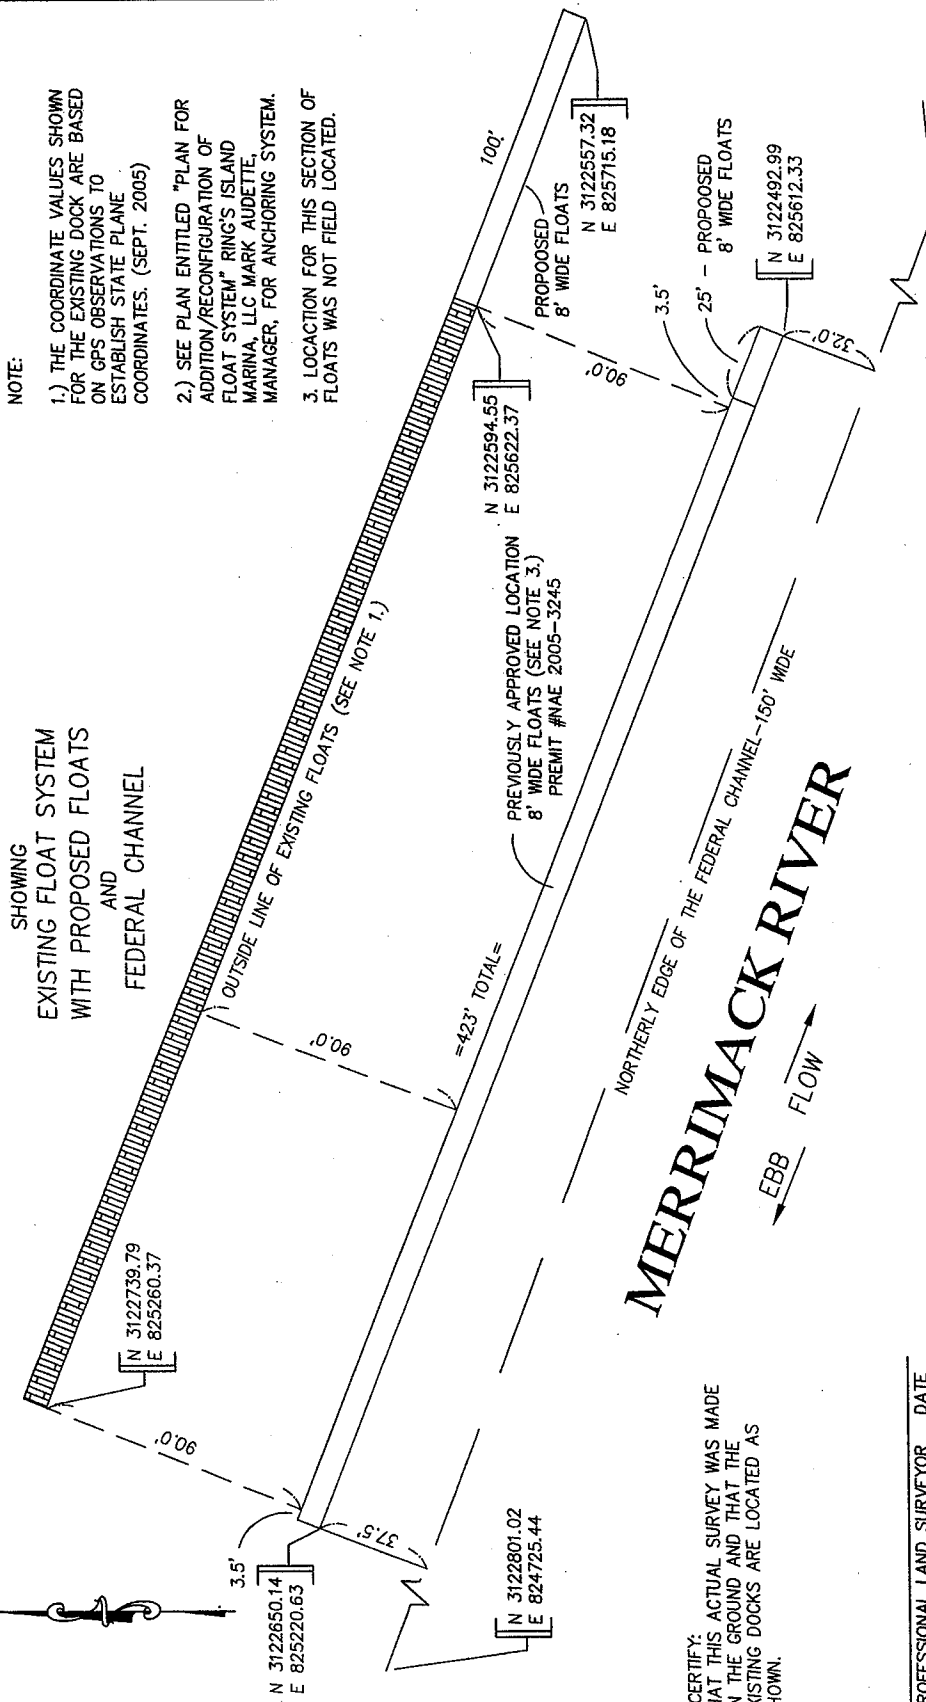 SHOWING
EXISTING FLOAT SYSTEM
WITH PROPOSED FLOATS
AND
FEDERAL CHANNEL
NOTE:
1.) THE COORDINATE VALUES SHOWN
FOR THE EXISTING DOCK ARE BASED
ON GPS OBSERVATIONS TO
ESTABLISH STATE PLANE
COORDINATES. (SEPT. 2005)
2.) SEE PLAN ENTITLED "PLAN FOR
ADDITION/RECONFIGURATION OF
FLOAT SYSTEM" RING'S ISLAND
MARINA, LLC MARK AUDETTE,
MANAGER, FOR ANCHORING SYSTEM.
3. LOCACTION FOR THIS SECTION OF
FLOATS WAS NOT FIELD LOCATED.
N 3122739.79
E 825260.37
90.0'
3.5'
N 3122650.14
E 825220.63
37.5'
N 3122801.02
E 824725.44
OUTSIDE LINE OF EXISTING FLOATS (SEE NOTE 1.)
90.0'
=423' TOTAL=
PREVIOUSLY APPROVED LOCATION
8' WIDE FLOATS (SEE NOTE 3.)
PREMIT #NAE 2005-3245
N 3122594.55
E 825622.37
100.'
PROPOOSED
8' WIDE FLOATS
N 3122557.32
E 825715.18
90.0'
3.5'
25' - PROPOOSED
8' WIDE FLOATS
N 3122492.99
E 825612.33
32.0'
NORTHERLY EDGE OF THE FEDERAL CHANNEL-150' WIDE
MERRIMACK RIVER
EBB
FLOW
CERTIFY:
HAT THIS ACTUAL SURVEY WAS MADE
N THE GROUND AND THAT THE
XISTING DOCKS ARE LOCATED AS
HOWN.
ROFESSIONAL LAND SURVEYOR DATE